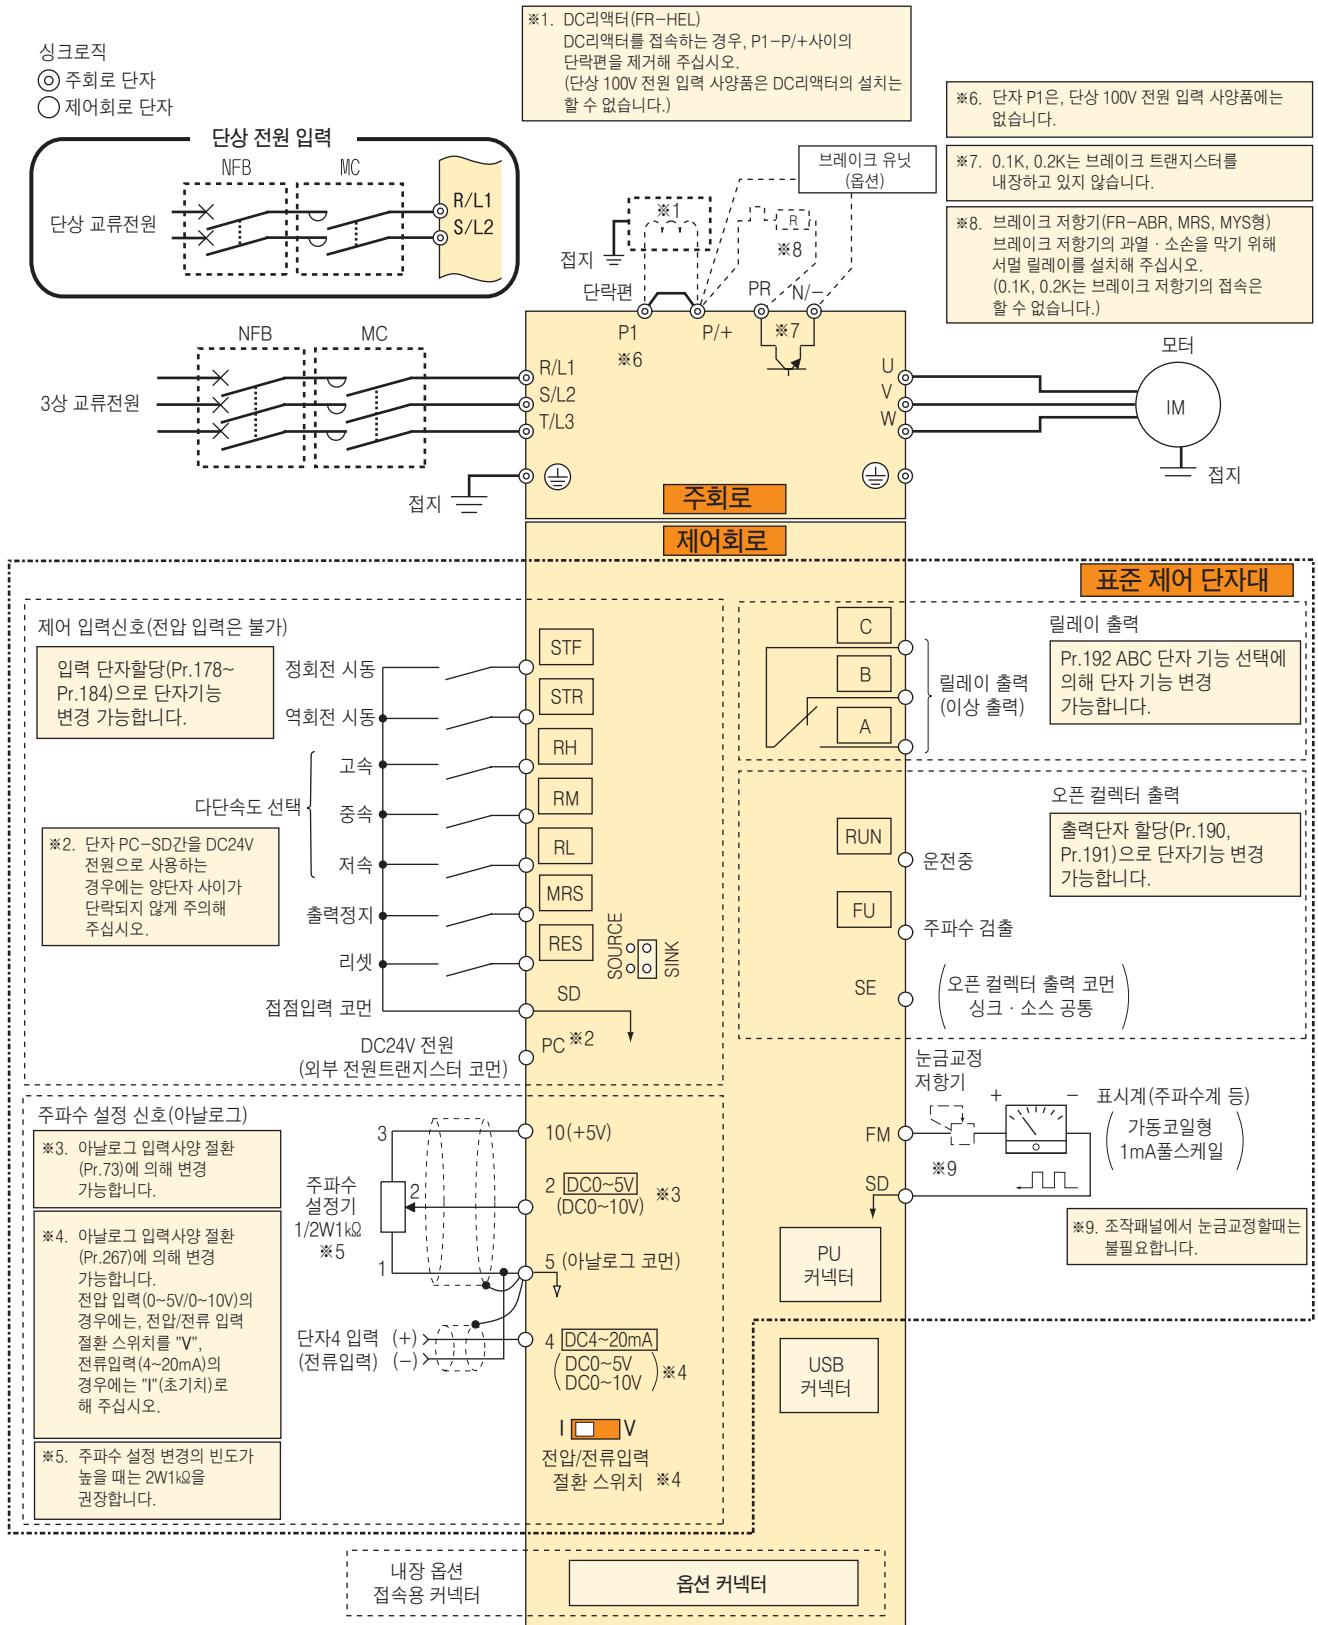 ※1. DC리액터(FR-HEL)
DC리액터를 접속하는 경우, P1-P/+사이의
단락편을 제거해 주십시오.
(단상 100V 전원 입력 사양품은 DC리액터의 설치는
할 수 없습니다.)
싱크로직
주회로 단자
제어회로 단자
※6. 단자 P1은, 단상 100V 전원 입력 사양품에는
없습니다.
※7. 0.1K, 0.2K는 브레이크 트랜지스터를
내장하고 있지 않습니다.
※8. 브레이크 저항기(FR-ABR, MRS, MYS형)
브레이크 저항기의 과열 · 소손을 막기 위해
서멀 릴레이를 설치해 주십시오.
(0.1K, 0.2K는 브레이크 저항기의 접속은
할 수 없습니다.)
단상 전원 입력
NFB
MC
R/L1
S/L2
단상 교류전원
브레이크 유닛
(옵션)
※1
R
※8
접지
단락편
PR
N/-
P1
P/+
※7
※6
NFB
MC
R/L1
S/L2
T/L3
3상 교류전원
접지
U
V
W
모터
IM
접지
주회로
제어회로
표준 제어 단자대
제어 입력신호(전압 입력은 불가)
입력 단자할당(Pr.178~
Pr.184)으로 단자기능
변경 가능합니다.
정회전 시동
STF
역회전 시동
STR
다단속도 선택
고속
RH
중속
RM
저속
RL
출력정지
MRS
리셋
RES
SOURCE
SINK
※2. 단자 PC-SD간을 DC24V
전원으로 사용하는
경우에는 양단자 사이가
단락되지 않게 주의해
주십시오.
접점입력 코먼
SD
DC24V 전원
(외부 전원트랜지스터 코먼)
PC ※2
C
B
A
릴레이 출력
릴레이 출력
(이상 출력)
Pr.192 ABC 단자 기능 선택에
의해 단자 기능 변경
가능합니다.
오픈 컬렉터 출력
출력단자 할당(Pr.190,
Pr.191)으로 단자기능 변경
가능합니다.
RUN
운전중
FU
주파수 검출
SE
(오픈 컬렉터 출력 코먼
싱크 · 소스 공통)
눈금교정
저항기
+
-
표시계(주파수계 등)
(가동코일형
1mA풀스케일)
FM
※9
SD
※9. 조작패널에서 눈금교정할때는
불필요합니다.
주파수 설정 신호(아날로그)
※3. 아날로그 입력사양 절환
(Pr.73)에 의해 변경
가능합니다.
※4. 아날로그 입력사양 절환
(Pr.267)에 의해 변경
가능합니다.
전압 입력(0~5V/0~10V)의
경우에는, 전압/전류 입력
절환 스위치를 "V",
전류입력(4~20mA)의
경우에는 "I"(초기치)로
해 주십시오.
※5. 주파수 설정 변경의 빈도가
높을 때는 2W1kΩ을
권장합니다.
주파수
설정기
1/2W1kΩ
※5
3
2
1
10(+5V)
2 DC0~5V
(DC0~10V)
※3
5 (아날로그 코먼)
단자4 입력 (+)
(전류입력) (-)
4 DC4~20mA
(DC0~5V
DC0~10V)
※4
I
V
전압/전류입력
절환 스위치 ※4
PU
커넥터
USB
커넥터
내장 옵션
접속용 커넥터
옵션 커넥터